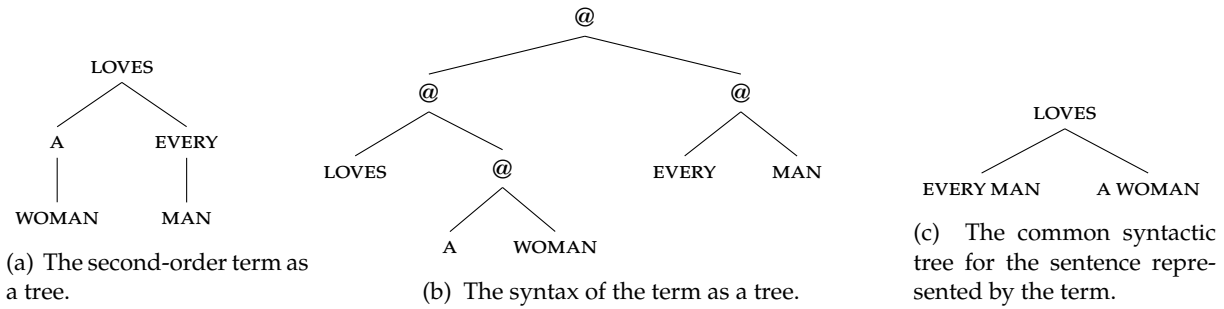 LOVES
A EVERY
WOMAN MAN
(a) The second-order term as
a tree.
@
@ @
LOVES @ EVERY MAN
A WOMAN
(b) The syntax of the term as a tree.
LOVES
EVERY MAN A WOMAN
(c) The common syntactic
tree for the sentence repre-
sented by the term.